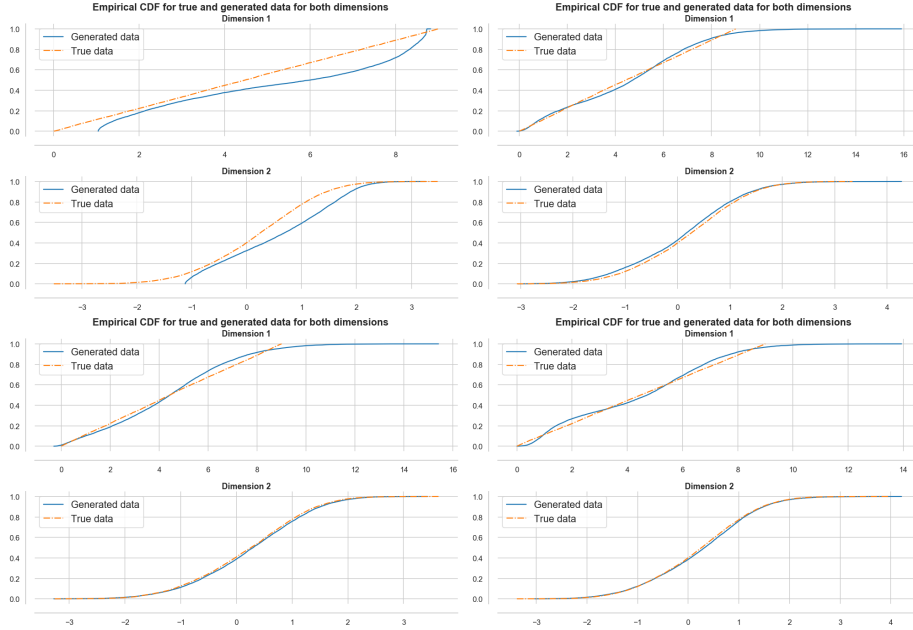 Empirical CDF for true and generated data for both dimensions
Dimension 1
1.0
0.8
0.6
0.4
0.2
0.0
Generated data
True data
0 2 4 6 8
Dimension 2
1.0
0.8
0.6
0.4
0.2
0.0
Generated data
True data
−3 −2 −1 0 1 2 3
Empirical CDF for true and generated data for both dimensions
Dimension 1
1.0
0.8
0.6
0.4
0.2
0.0
Generated data
True data
0 2 4 6 8 10 12 14 16
Dimension 2
1.0
0.8
0.6
0.4
0.2
0.0
Generated data
True data
−3 −2 −1 0 1 2 3 4
Empirical CDF for true and generated data for both dimensions
Dimension 1
1.0
0.8
0.6
0.4
0.2
0.0
Generated data
True data
0 2 4 6 8 10 12 14 16
Dimension 2
1.0
0.8
0.6
0.4
0.2
0.0
Generated data
True data
−3 −2 −1 0 1 2 3
Empirical CDF for true and generated data for both dimensions
Dimension 1
1.0
0.8
0.6
0.4
0.2
0.0
Generated data
True data
0 2 4 6 8 10 12 14
Dimension 2
1.0
0.8
0.6
0.4
0.2
0.0
Generated data
True data
−3 −2 −1 0 1 2 3 4